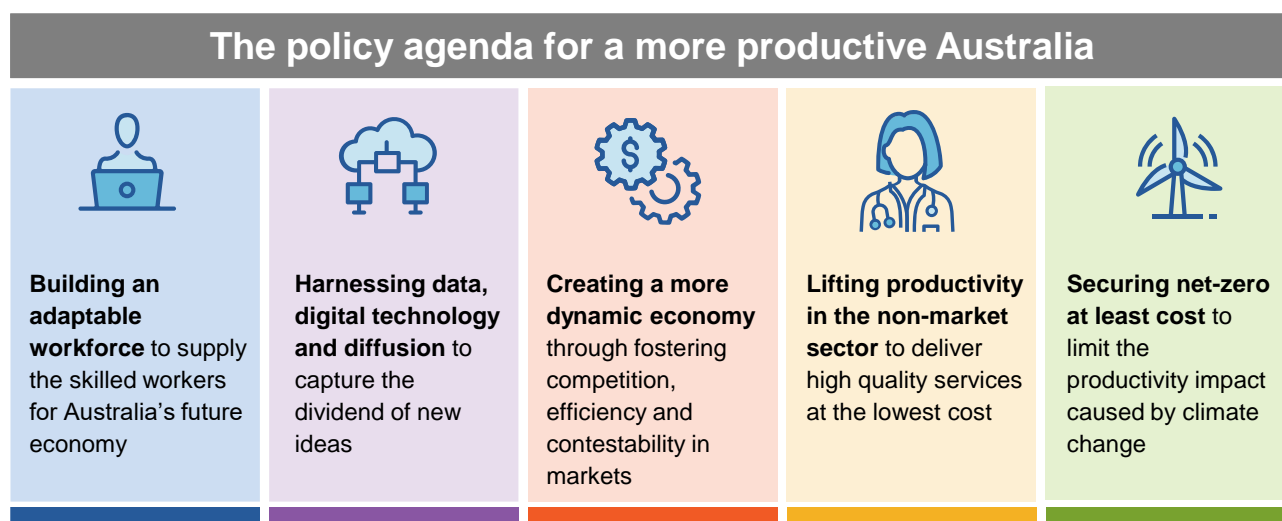 The policy agenda for a more productive Australia
Building an
adaptable
workforce to supply
the skilled workers
for Australia's future
economy
Harnessing data,
digital technology
and diffusion to
capture the
dividend of new
ideas
$
Creating a more
dynamic economy
through fostering
competition,
efficiency and
contestability in
markets
Lifting productivity
in the non-market
sector to deliver
high quality services
at the lowest cost
Securing net-zero
at least cost to
limit the
productivity impact
caused by climate
change